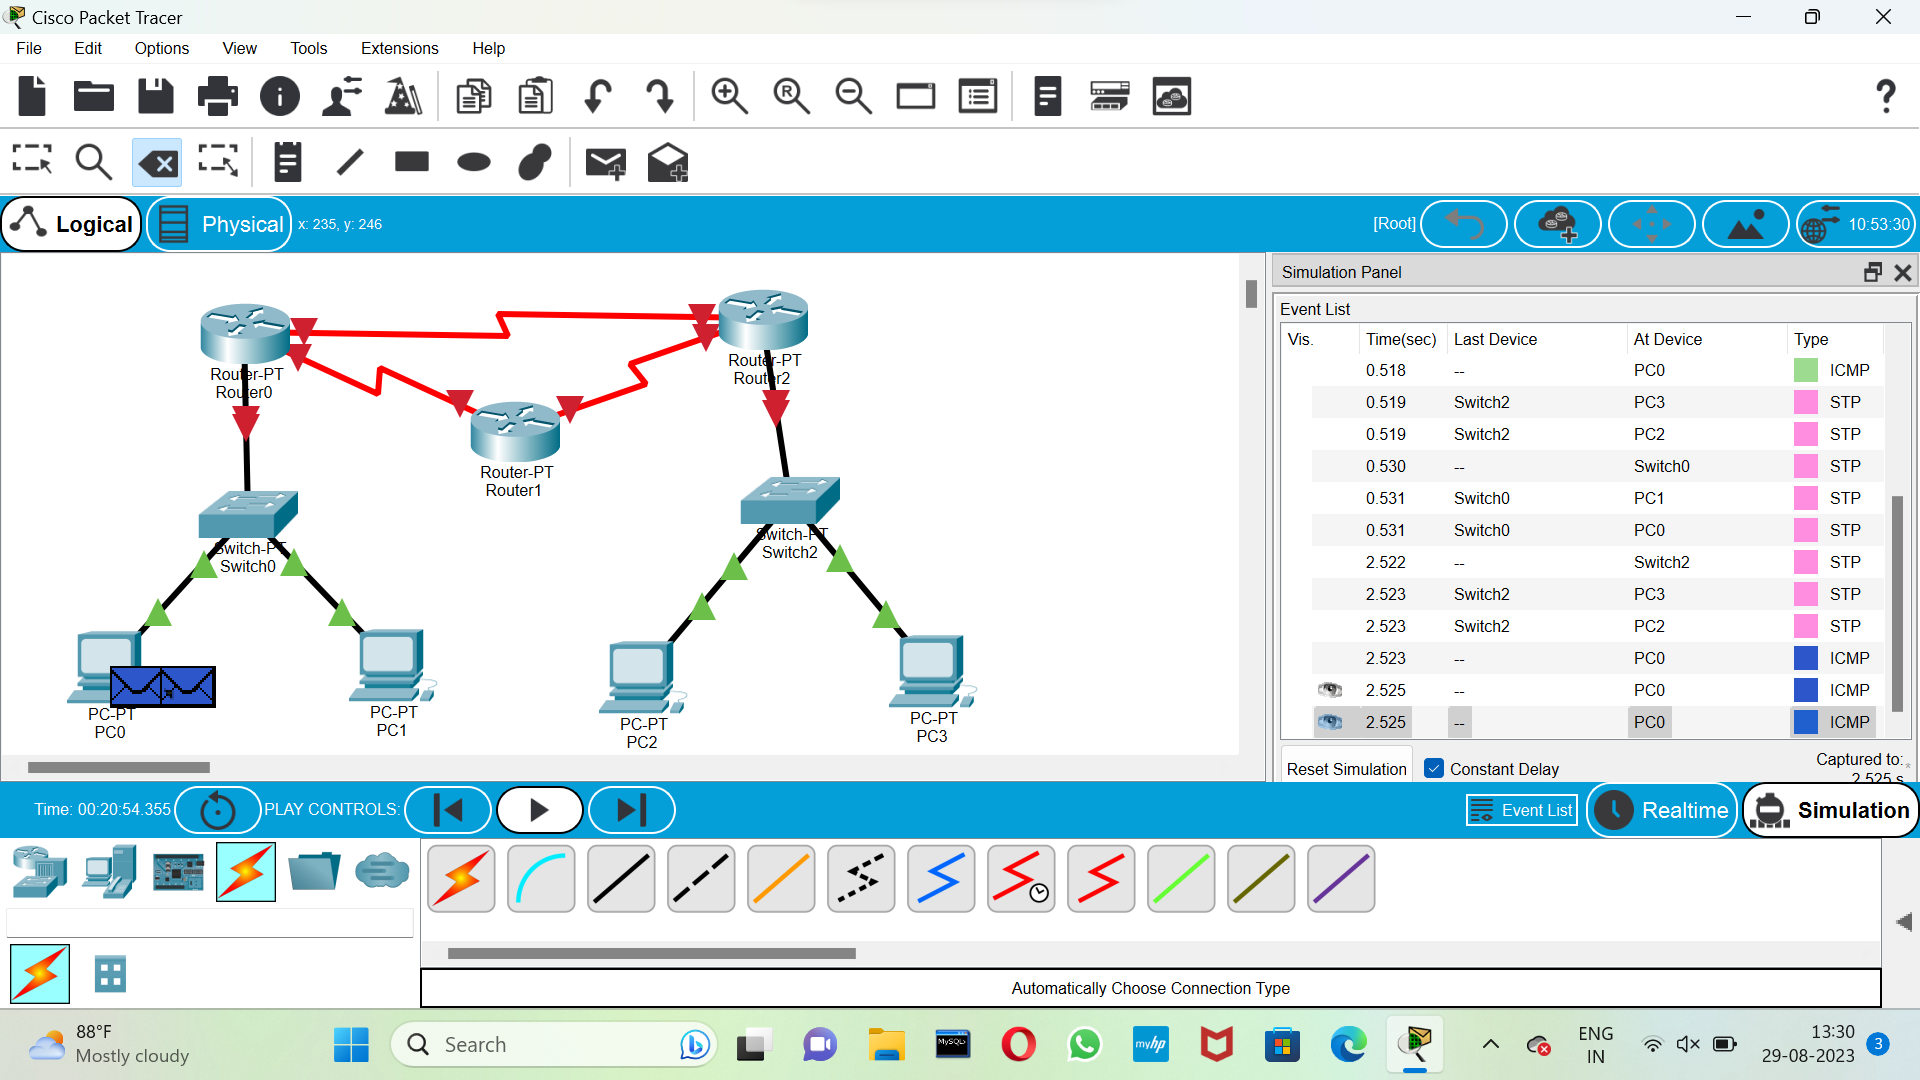 Cisco Packet Tracer
File Edit Options View Tools Extensions Help
Logical Physical x: 235, y: 246 [Root] 10:53:30
Simulation Panel
Event List
Vis. Time(sec) Last Device At Device Type
0.518 -- PC0 ICMP
0.519 Switch2 PC3 STP
0.519 Switch2 PC2 STP
0.530 -- Switch0 STP
0.531 Switch0 PC1 STP
0.531 Switch0 PC0 STP
2.522 -- Switch2 STP
2.523 Switch2 PC3 STP
2.523 Switch2 PC2 STP
2.523 -- PC0 ICMP
2.525 -- PC0 ICMP
2.525 -- PC0 ICMP
Reset Simulation Constant Delay Captured to: *
2.525 s
Router-PT
Router0
Router-PT
Router2
Router-PT
Router1
Switch-PT
Switch0
Switch-PT
Switch2
PC-PT
PC0
PC-PT
PC1
PC-PT
PC2
PC-PT
PC3
Time: 00:20:54.355 PLAY CONTROLS: Event List Realtime Simulation
Automatically Choose Connection Type
88°F
Mostly cloudy
Search
MySQL
myhp
ENG
IN
13:30
29-08-2023
3